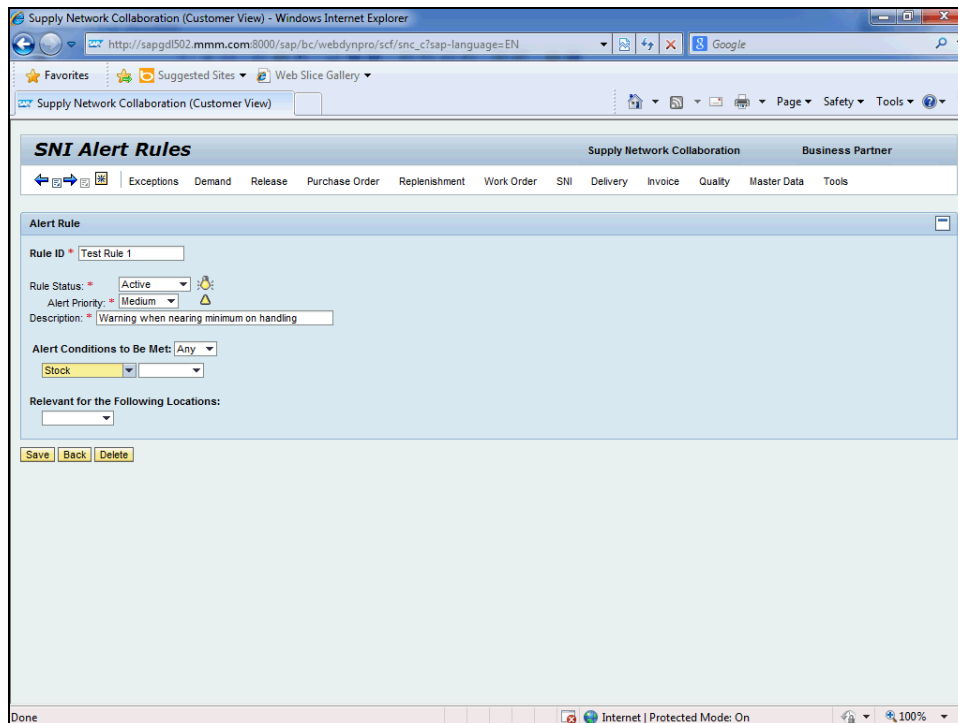 Supply Network Collaboration (Customer View) - Windows Internet Explorer
http://sapgdl502.mmm.com:8000/sap/bc/webdynpro/scf/snc_c?sap-language=EN
Google
Favorites Suggested Sites Web Slice Gallery
Supply Network Collaboration (Customer View) Page Safety Tools
SNI Alert Rules Supply Network Collaboration Business Partner
Exceptions Demand Release Purchase Order Replenishment Work Order SNI Delivery Invoice Quality Master Data Tools
Alert Rule
Rule ID * Test Rule 1
Rule Status: * Active
Alert Priority: * Medium
Description: * Warning when nearing minimum on handling
Alert Conditions to Be Met: Any
Stock
Relevant for the Following Locations:
Save Back Delete
Done Internet | Protected Mode: On 100%